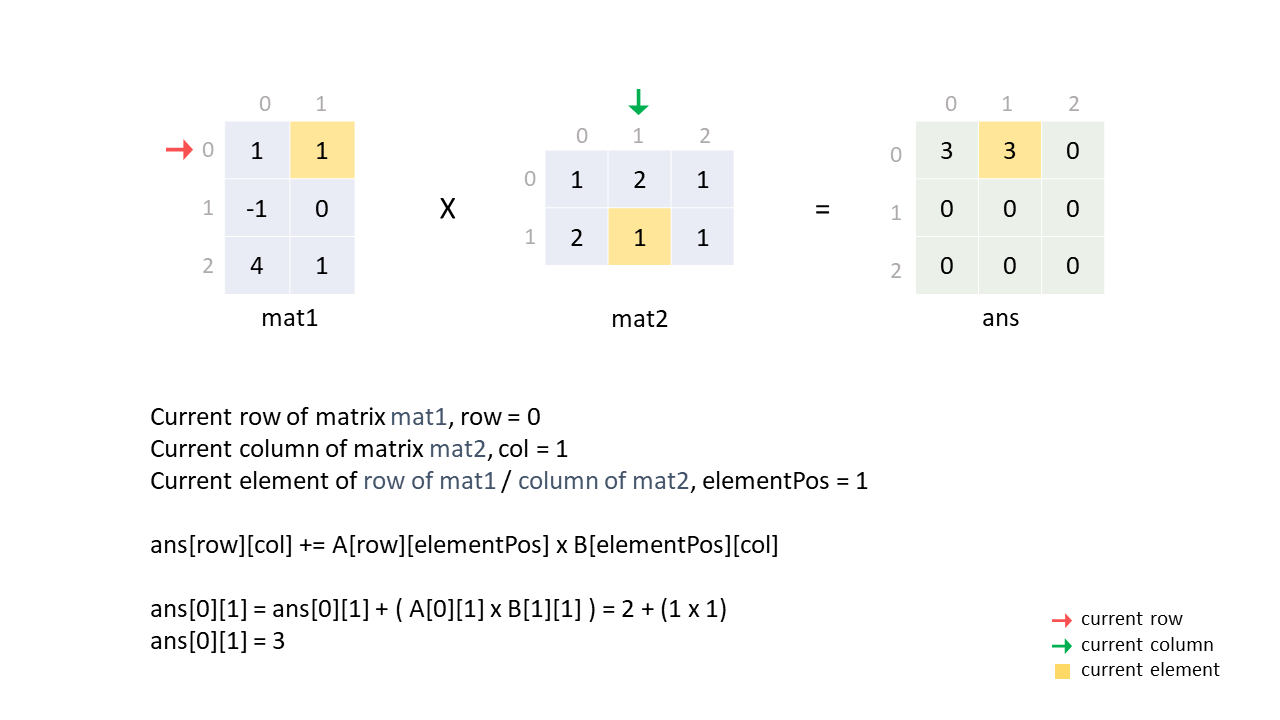 0 1
0 1 1
1 -1 0
2 4 1
mat1
X
0 1 2
0 1 2 1
1 2 1 1
mat2
=
0 1 2
0 3 3 0
1 0 0 0
2 0 0 0
ans
Current row of matrix mat1, row = 0
Current column of matrix mat2, col = 1
Current element of row of mat1 / column of mat2, elementPos = 1
ans[row][col] += A[row][elementPos] x B[elementPos][col]
ans[0][1] = ans[0][1] + ( A[0][1] x B[1][1] ) = 2 + (1 x 1)
ans[0][1] = 3
current row
current column
current element